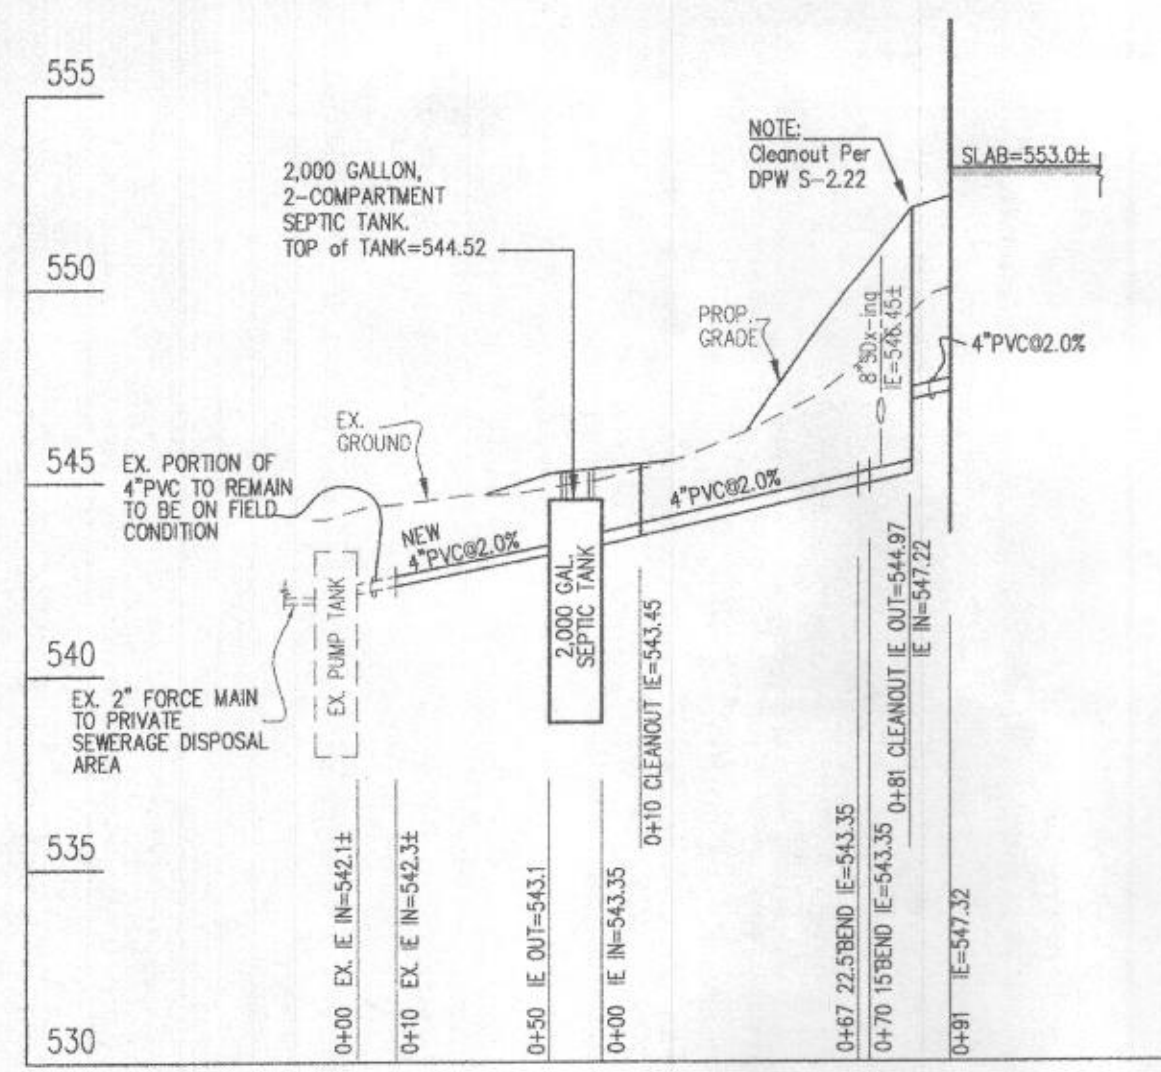 555
550
545
540
535
530
2,000 GALLON,
2-COMPARTMENT
SEPTIC TANK.
TOP of TANK=544.52
NOTE:
Cleanout Per
DPW S-2.22
SLAB=553.0±
PROP.
GRADE
8"SDx-ing
IE=546.45±
4"PVC@2.0%
EX.
GROUND
EX. PORTION OF
4"PVC TO REMAIN
TO BE ON FIELD
CONDITION
NEW
4"PVC@2.0%
4"PVC@2.0%
EX. PUMP TANK
2,000 GAL.
SEPTIC TANK
EX. 2" FORCE MAIN
TO PRIVATE
SEWERAGE DISPOSAL
AREA
0+00 EX. IE IN=542.1±
0+10 EX. IE IN=542.3±
0+50 IE OUT=543.1
0+00 IE IN=543.35
0+10 CLEANOUT IE=543.45
0+67 22.5°BEND IE=543.35
0+70 15°BEND IE=543.35
0+81 CLEANOUT IE OUT=544.97
IE IN=547.22
0+91 IE=547.32